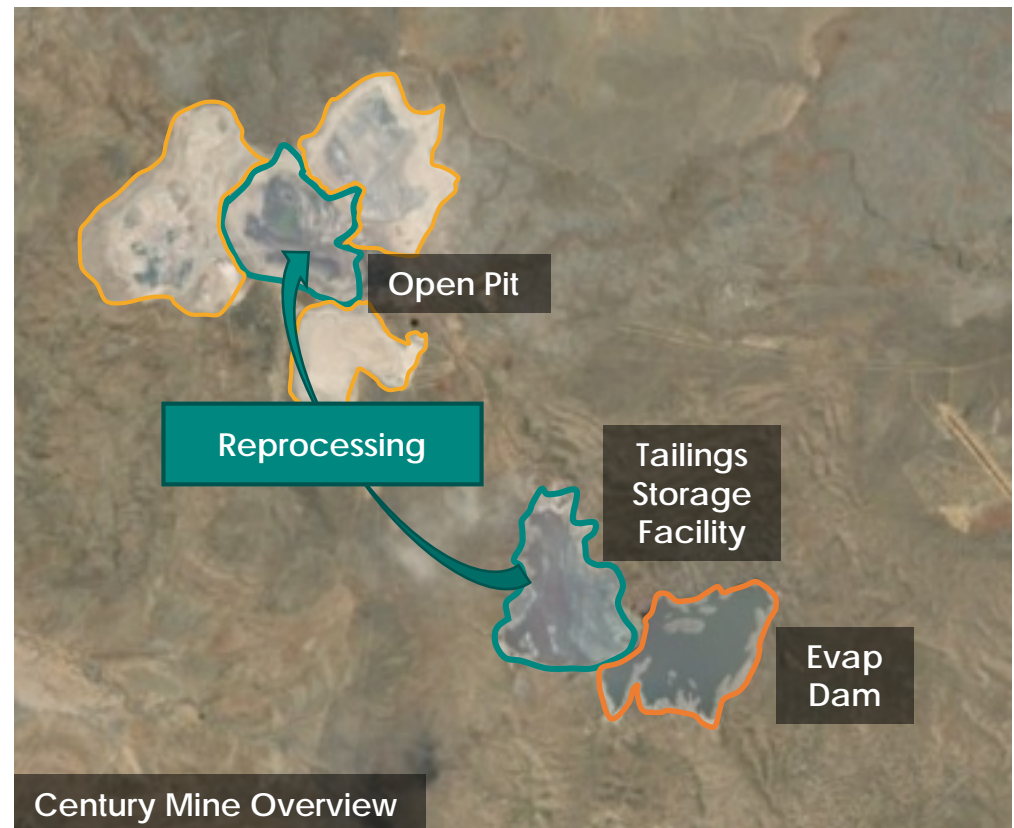 Open Pit
Reprocessing
Tailings
Storage
Facility
Evap
Dam
Century Mine Overview